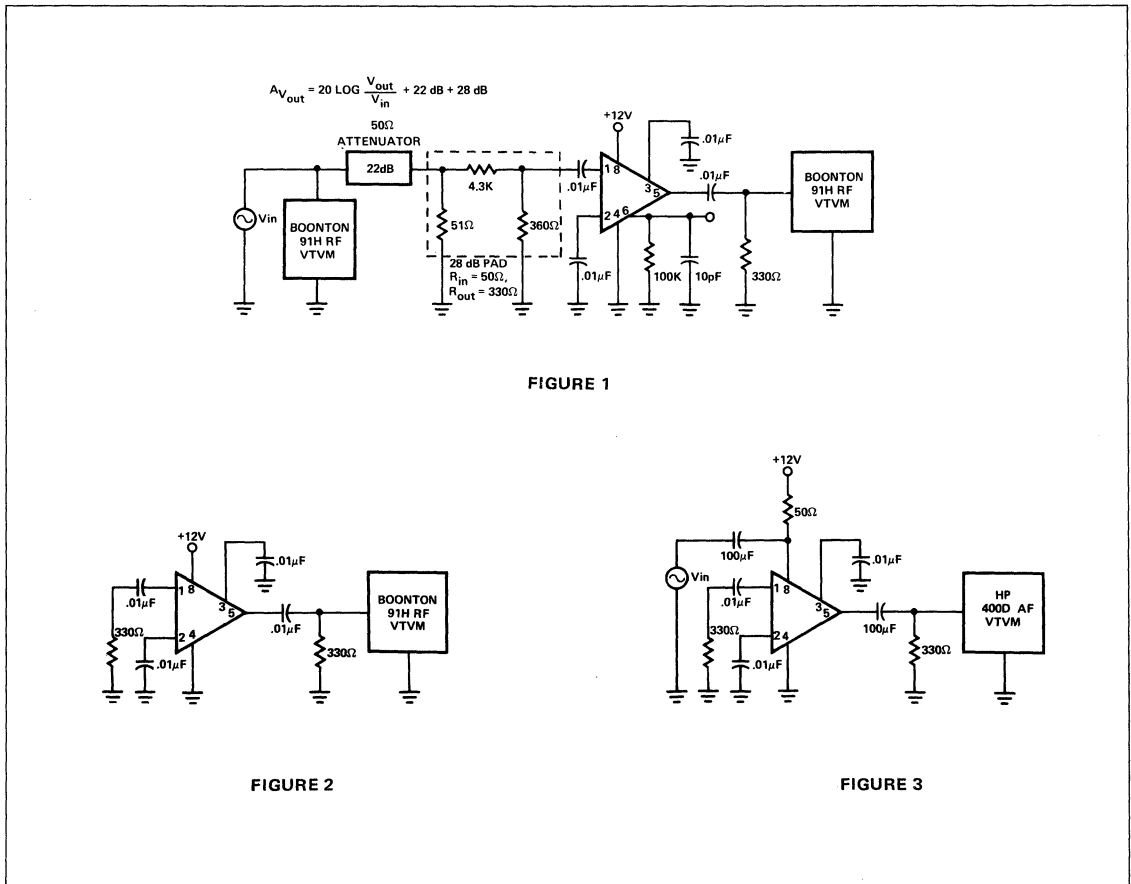 A_Vout = 20 LOG V_out / V_in + 22 dB + 28 dB
50Ω
ATTENUATOR
22dB
Vin
BOONTON
91H RF
VTVM
51Ω
4.3K
360Ω
28 dB PAD
R_in = 50Ω,
R_out = 330Ω
.01μF
.01μF
+12V
1 8
3 5
2 4 6
.01μF
100K
10pF
.01μF
330Ω
BOONTON
91H RF
VTVM
FIGURE 1
+12V
.01μF
.01μF
1 8
3 5
2 4
330Ω
.01μF
.01μF
330Ω
BOONTON
91H RF
VTVM
FIGURE 2
+12V
50Ω
100μF
Vin
.01μF
.01μF
1 8
3 5
2 4
330Ω
.01μF
100μF
330Ω
HP
400D AF
VTVM
FIGURE 3